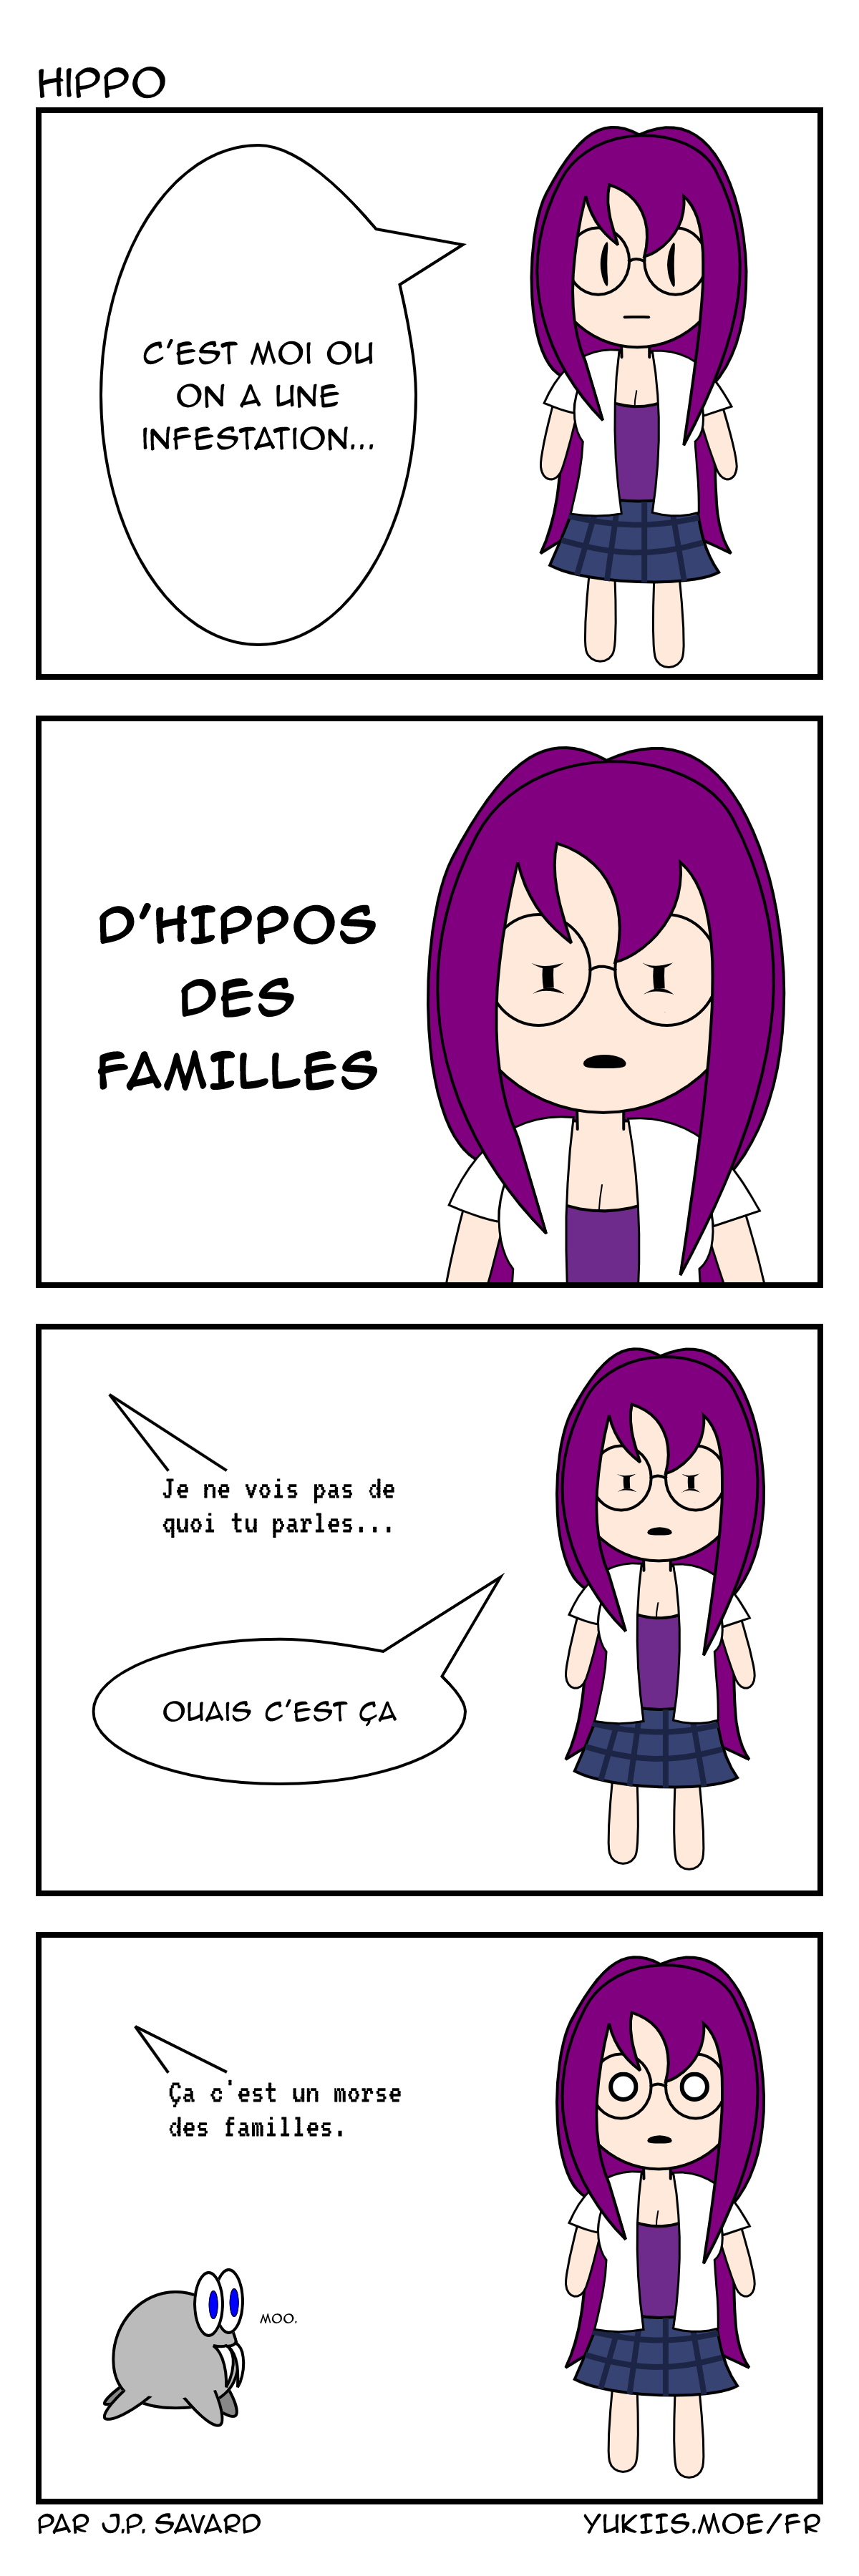 HIPPO
C'EST MOI OU
ON A UNE
INFESTATION...
D'HIPPOS
DES
FAMILLES
Je ne vois pas de
quoi tu parles...
OUAIS C'EST ÇA
Ça c'est un morse
des familles.
MOO.
PAR J.P. SAVARD
YUKIIS.MOE/FR